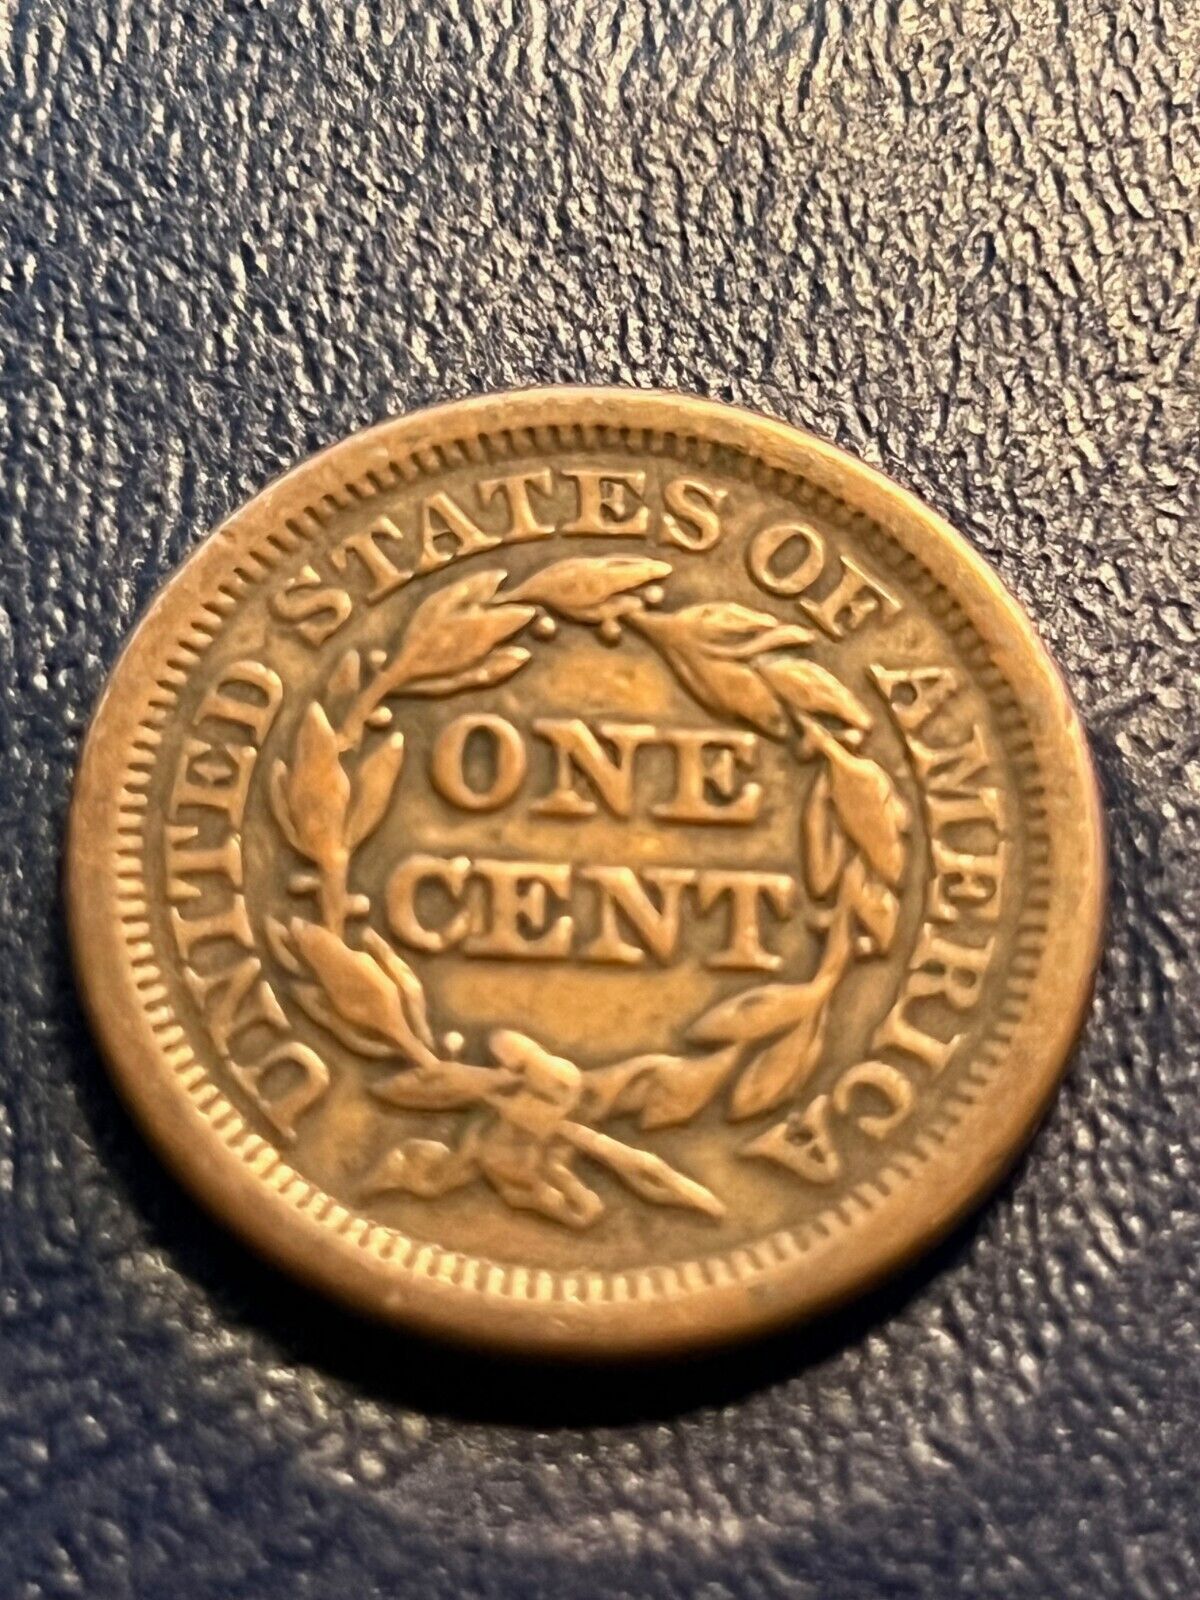 UNITED STATES OF AMERICA
ONE
CENT